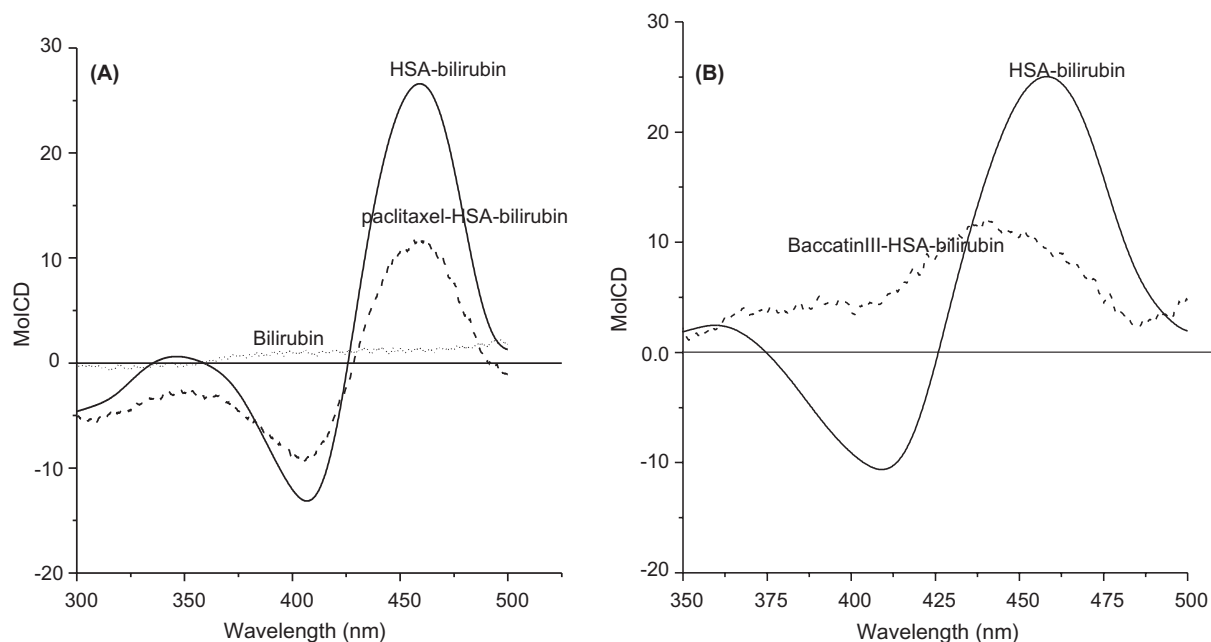 (A)
30
20
10
0
-10
-20
MolCD
HSA-bilirubin
paclitaxel-HSA-bilirubin
Bilirubin
300 350 400 450 500
Wavelength (nm)
(B)
30
20
10
0.0
-10
-20
MolCD
HSA-bilirubin
BaccatinIII-HSA-bilirubin
350 375 400 425 450 475 500
Wavelength (nm)